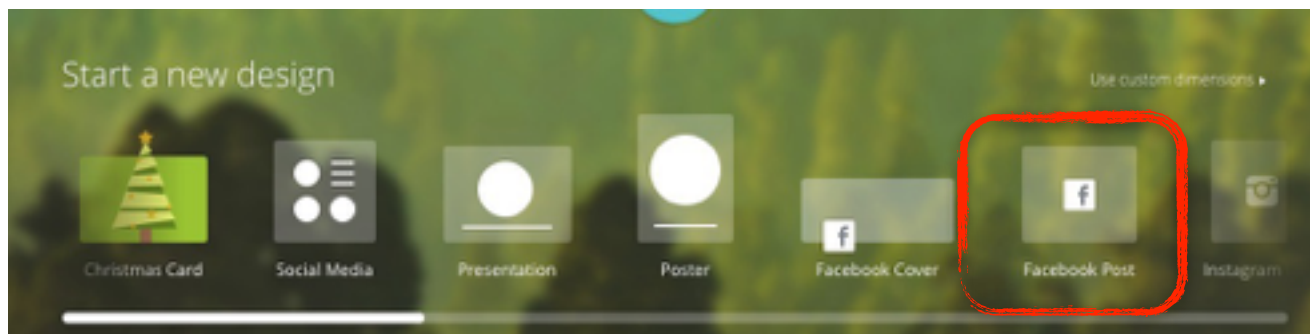 Start a new design
Use custom dimensions ▸
Christmas Card
Social Media
Presentation
Poster
f
Facebook Cover
f
Facebook Post
Instagram